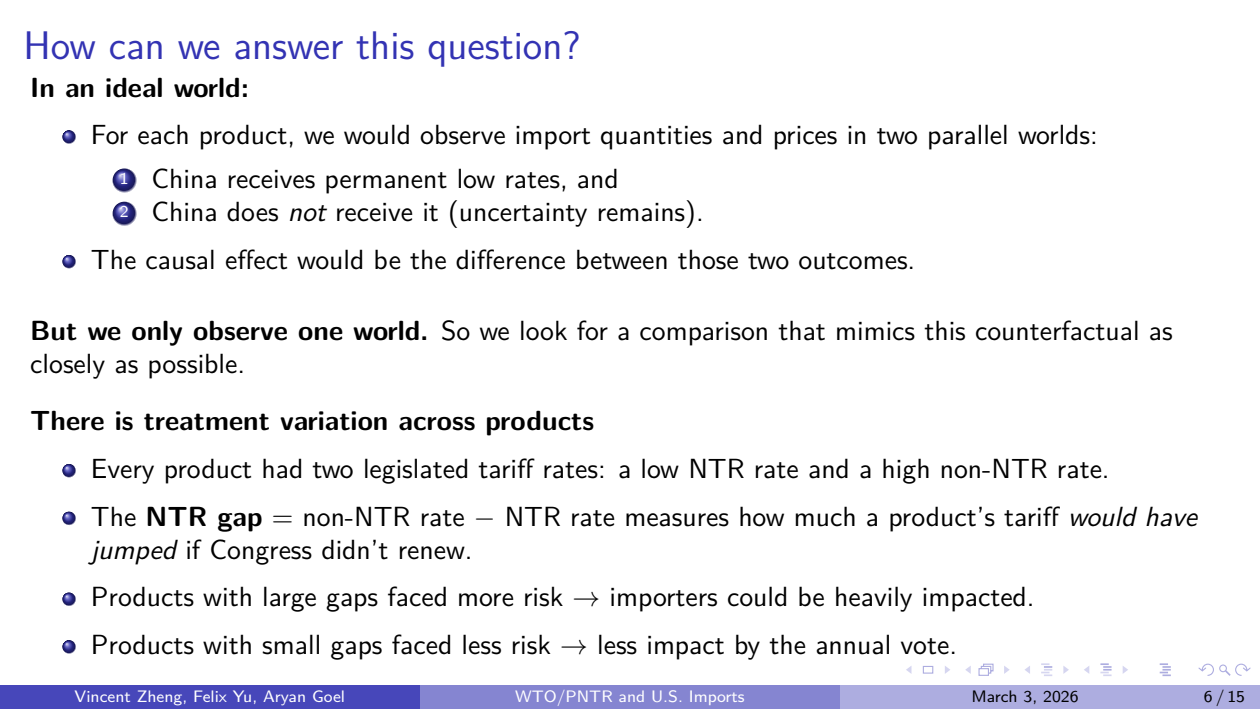 How can we answer this question?
In an ideal world:
For each product, we would observe import quantities and prices in two parallel worlds:
1 China receives permanent low rates, and
2 China does not receive it (uncertainty remains).
The causal effect would be the difference between those two outcomes.
But we only observe one world. So we look for a comparison that mimics this counterfactual as
closely as possible.
There is treatment variation across products
Every product had two legislated tariff rates: a low NTR rate and a high non-NTR rate.
The NTR gap = non-NTR rate − NTR rate measures how much a product's tariff would have
jumped if Congress didn't renew.
Products with large gaps faced more risk → importers could be heavily impacted.
Products with small gaps faced less risk → less impact by the annual vote.
Vincent Zheng, Felix Yu, Aryan Goel WTO/PNTR and U.S. Imports March 3, 2026 6 / 15